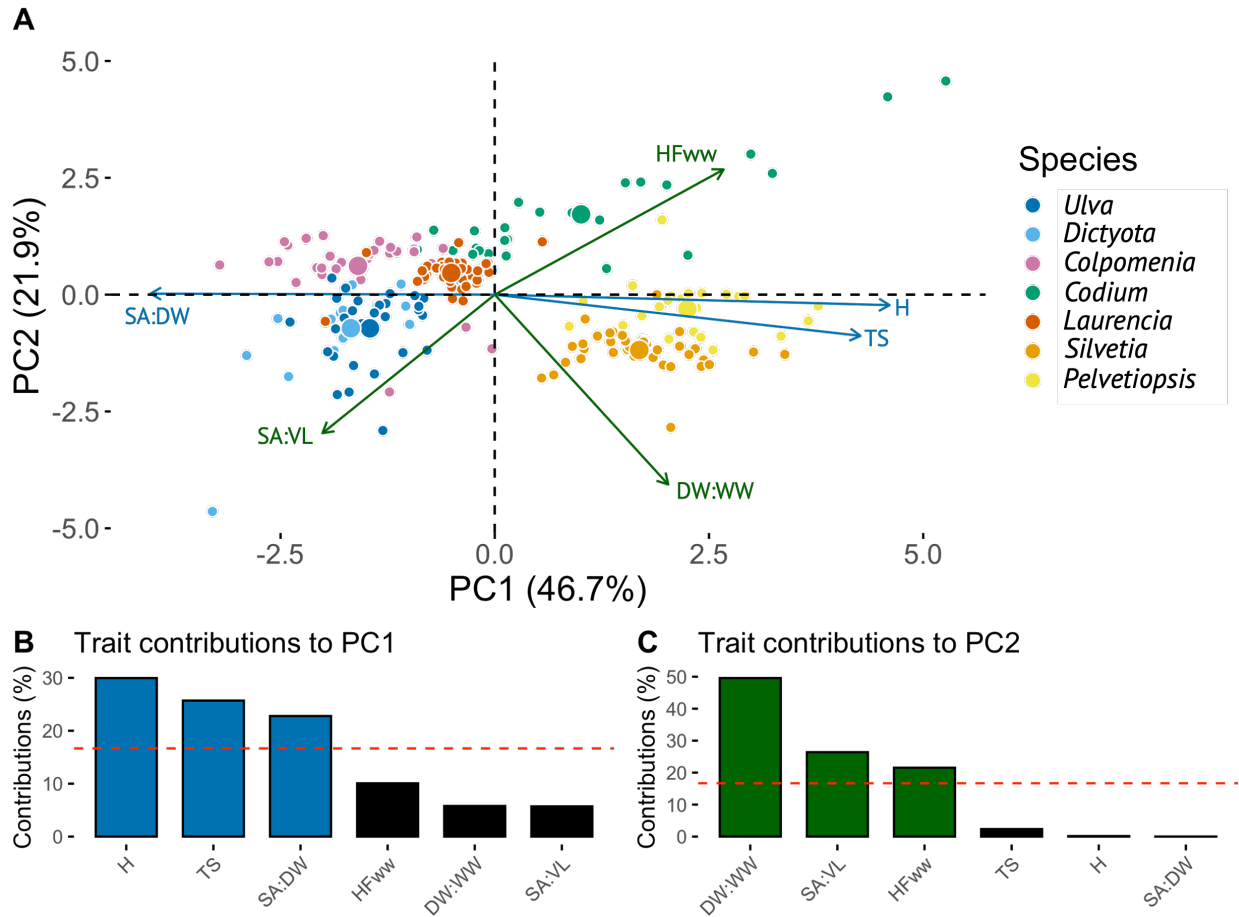 A
5.0
2.5
0.0
-2.5
-5.0
PC2 (21.9%)
HFww
SA:DW
H
TS
SA:VL
DW:WW
-2.5 0.0 2.5 5.0
PC1 (46.7%)
Species
Ulva
Dictyota
Colpomenia
Codium
Laurencia
Silvetia
Pelvetiopsis
B Trait contributions to PC1
Contributions (%)
30
20
10
0
H TS SA:DW HFww DW:WW SA:VL
C Trait contributions to PC2
Contributions (%)
50
40
30
20
10
0
DW:WW SA:VL HFww TS H SA:DW